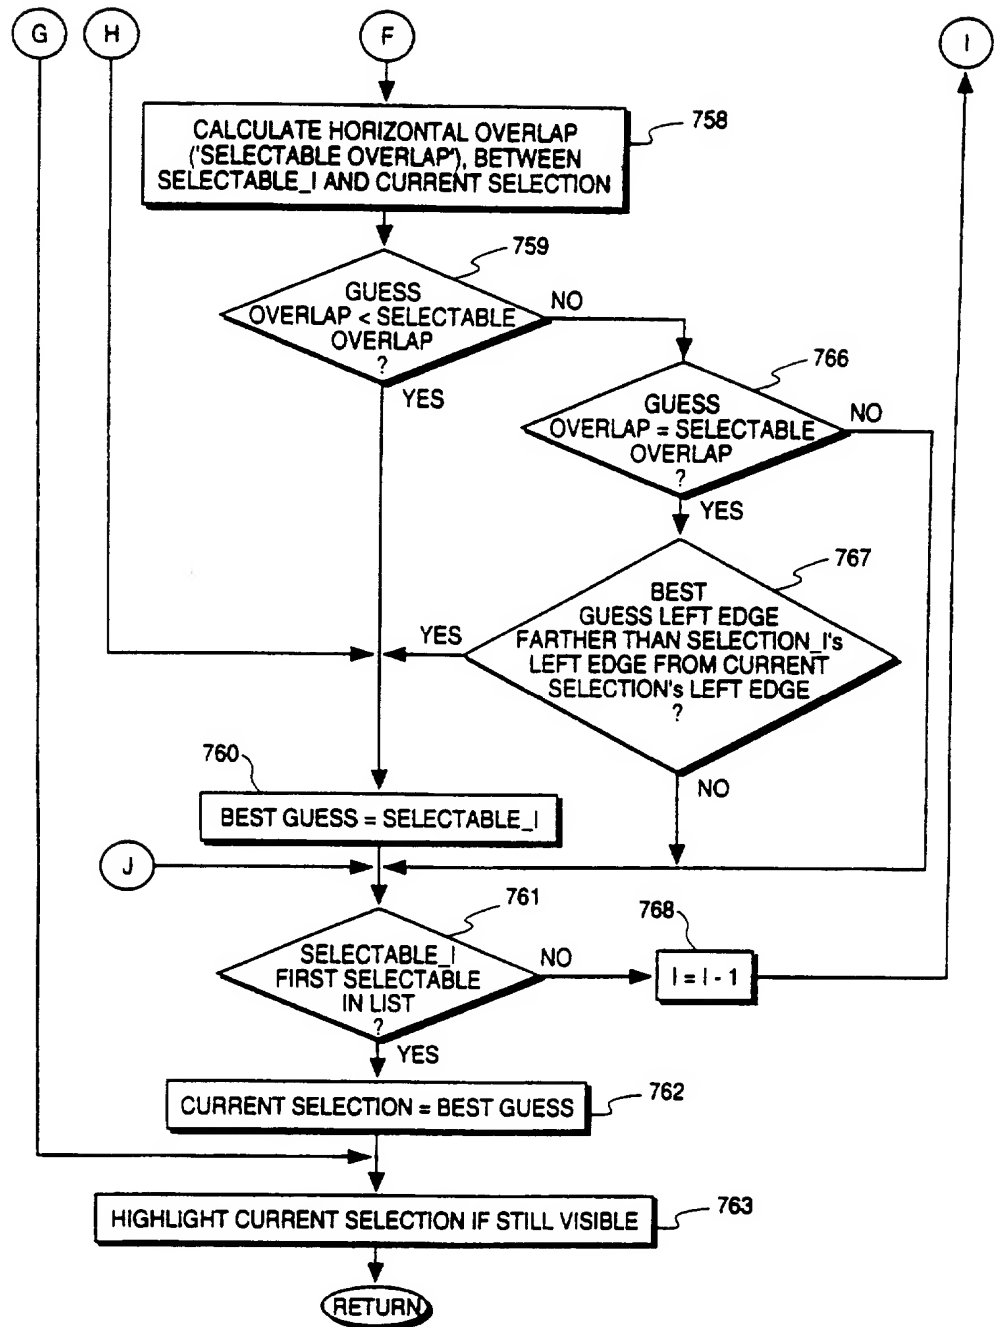 G
H
F
I
CALCULATE HORIZONTAL OVERLAP
('SELECTABLE OVERLAP'), BETWEEN
SELECTABLE_I AND CURRENT SELECTION
758
759
GUESS
OVERLAP < SELECTABLE
OVERLAP
?
NO
YES
766
GUESS
OVERLAP = SELECTABLE
OVERLAP
?
NO
YES
767
BEST
GUESS LEFT EDGE
FARTHER THAN SELECTION_I's
LEFT EDGE FROM CURRENT
SELECTION's LEFT EDGE
?
YES
NO
760
BEST GUESS = SELECTABLE_I
J
761
SELECTABLE_I
FIRST SELECTABLE
IN LIST
?
NO
YES
768
I = I - 1
CURRENT SELECTION = BEST GUESS
762
HIGHLIGHT CURRENT SELECTION IF STILL VISIBLE
763
RETURN